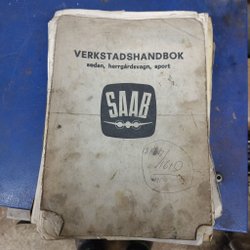 VERKSTADSHANDBOK
sedan, herrgårdsvagn, sport
SAAB